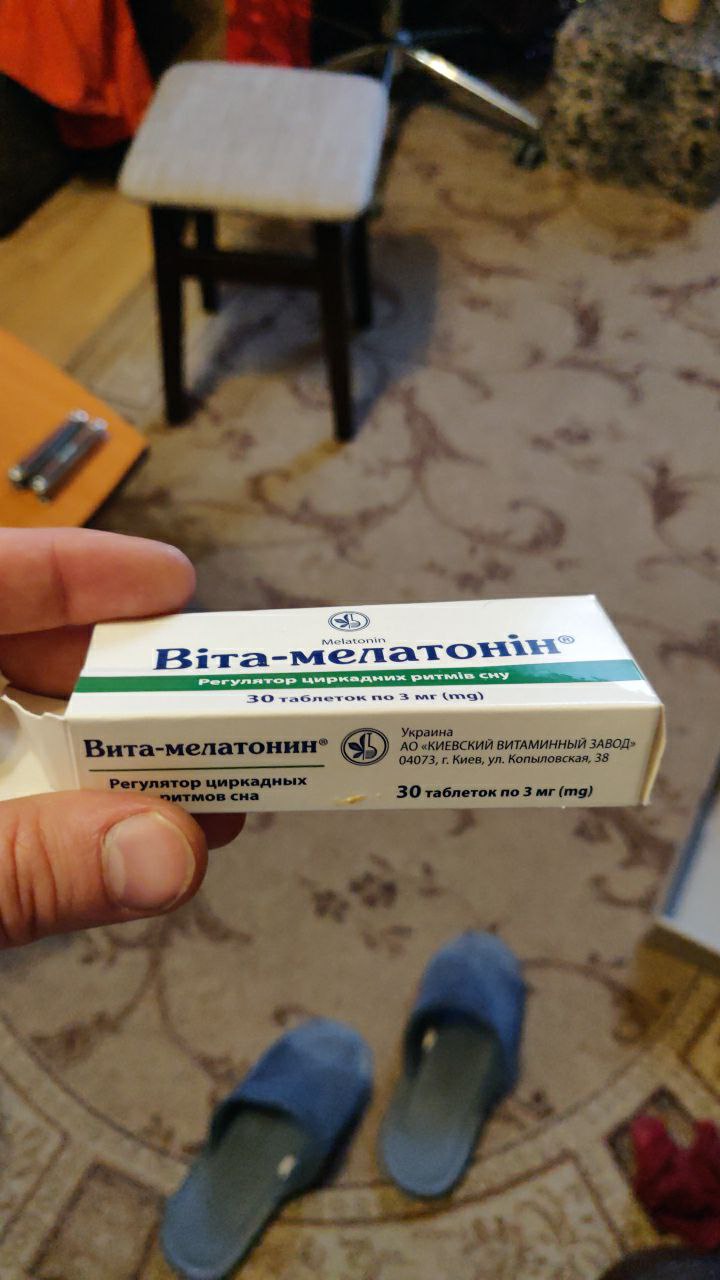 Melatonin
Віта-мелатонін®
Регулятор циркадних ритмів сну
30 таблеток по 3 мг (mg)
Вита-мелатонин®
Регулятор циркадных
ритмов сна
Украина
АО «КИЕВСКИЙ ВИТАМИННЫЙ ЗАВОД»
04073, г. Киев, ул. Копыловская, 38
30 таблеток по 3 мг (mg)